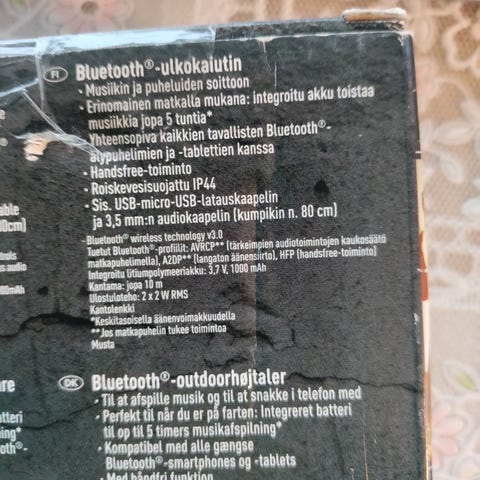 FI Bluetooth®-ulkokaiutin
• Musiikin ja puheluiden soittoon
• Erinomainen matkalla mukana: integroitu akku toistaa
musiikkia jopa 5 tuntia*
• Yhteensopiva kaikkien tavallisten Bluetooth®-
älypuhelimien ja -tablettien kanssa
• Handsfree-toiminto
• Roiskevesisuojattu IP44
• Sis. USB-micro-USB-latauskaapelin
ja 3,5 mm:n audiokaapelin (kumpikin n. 80 cm)
Bluetooth® wireless technology v3.0
Tuetut Bluetooth®-profiilit: AVRCP** (tärkeimpien audiotoimintojen kaukosäätö
matkapuhelimella), A2DP** (langaton äänensiirto), HFP (handsfree-toiminto)
Integroitu litiumpolymeeriakku: 3,7 V, 1000 mAh
Kantama: jopa 10 m
Ulostuloteho: 2 x 2 W RMS
Kantolenkki
*Keskitasoisella äänenvoimakkuudella
**Jos matkapuhelin tukee toimintoa
Musta
DK Bluetooth®-outdoorhøjtaler
• Til at afspille musik og til at snakke i telefon med
• Perfekt til når du er på farten: Integreret batteri
til op til 5 timers musikafspilning*
• Kompatibel med alle gængse
Bluetooth®-smartphones og -tablets
• Med håndfri funktion